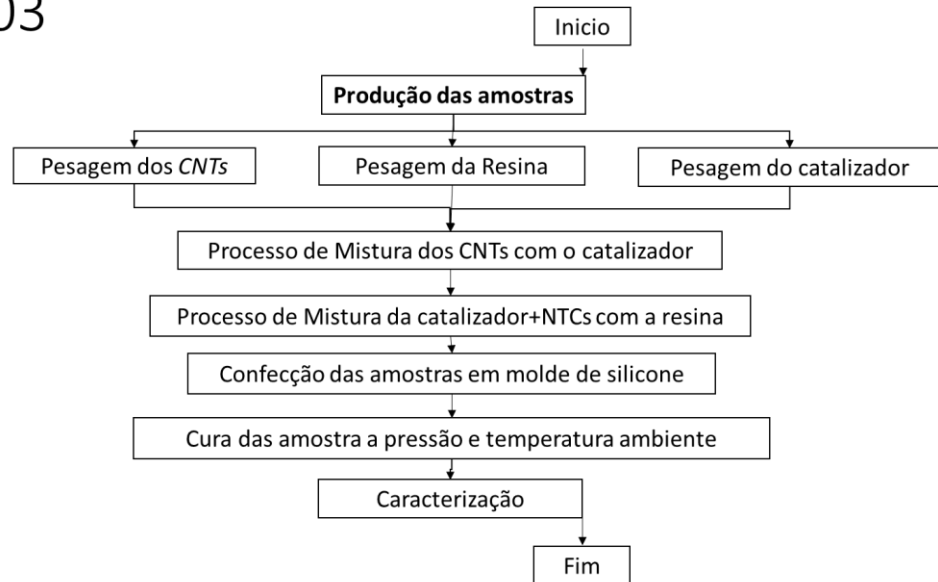 03
Inicio
Produção das amostras
Pesagem dos CNTs
Pesagem da Resina
Pesagem do catalizador
Processo de Mistura dos CNTs com o catalizador
Processo de Mistura da catalizador+NTCs com a resina
Confecção das amostras em molde de silicone
Cura das amostra a pressão e temperatura ambiente
Caracterização
Fim